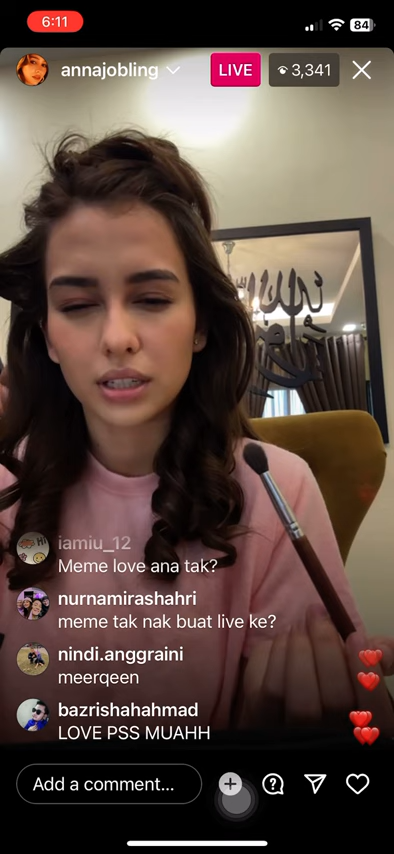 6:11
84
annajobling
LIVE
3,341
iamiu_12
Meme love ana tak?
nurnamirashahri
meme tak nak buat live ke?
nindi.anggraini
meerqeen
bazrishahahmad
LOVE PSS MUAHH
Add a comment...